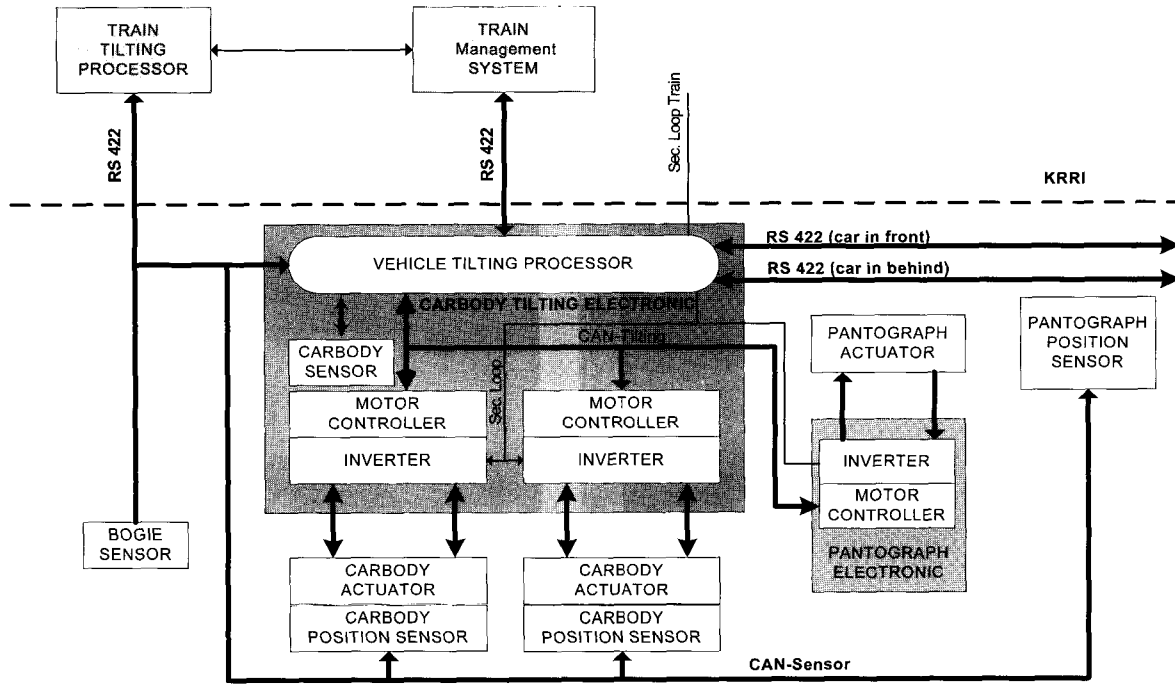 TRAIN
TILTING
PROCESSOR
TRAIN
Management
SYSTEM
RS 422
RS 422
Sec. Loop Train
KRRI
VEHICLE TILTING PROCESSOR
RS 422 (car in front)
RS 422 (car in behind)
CARBODY TILTING ELECTRONIC
CAN-Tilting
CARBODY
SENSOR
Sec. Loop
MOTOR
CONTROLLER
INVERTER
MOTOR
CONTROLLER
INVERTER
PANTOGRAPH
ACTUATOR
PANTOGRAPH
POSITION
SENSOR
INVERTER
MOTOR
CONTROLLER
PANTOGRAPH
ELECTRONIC
BOGIE
SENSOR
CARBODY
ACTUATOR
CARBODY
POSITION SENSOR
CARBODY
ACTUATOR
CARBODY
POSITION SENSOR
CAN-Sensor